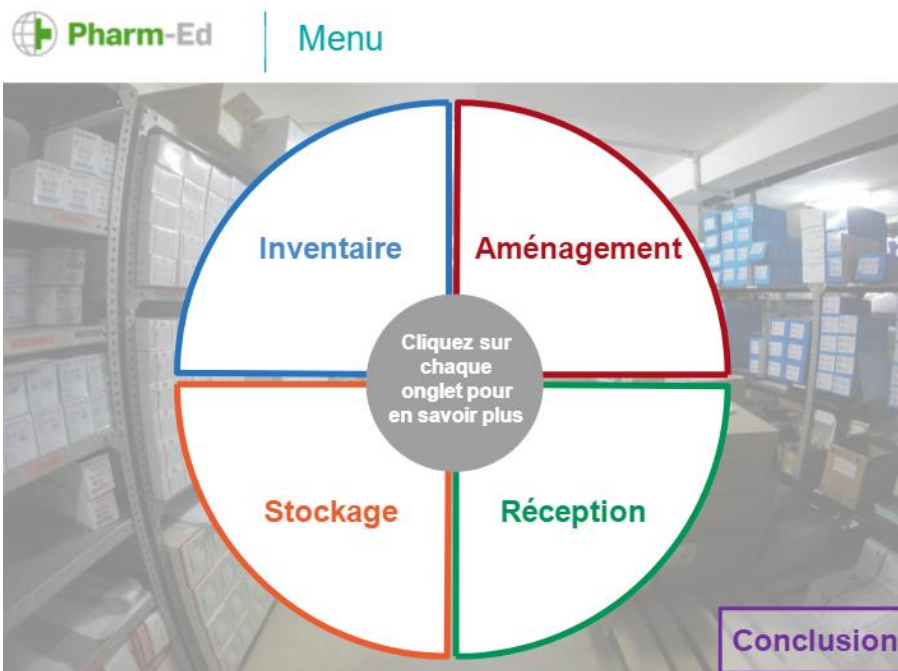 Pharm-Ed
Menu
Inventaire
Aménagement
Cliquez sur
chaque
onglet pour
en savoir plus
Stockage
Réception
Conclusion